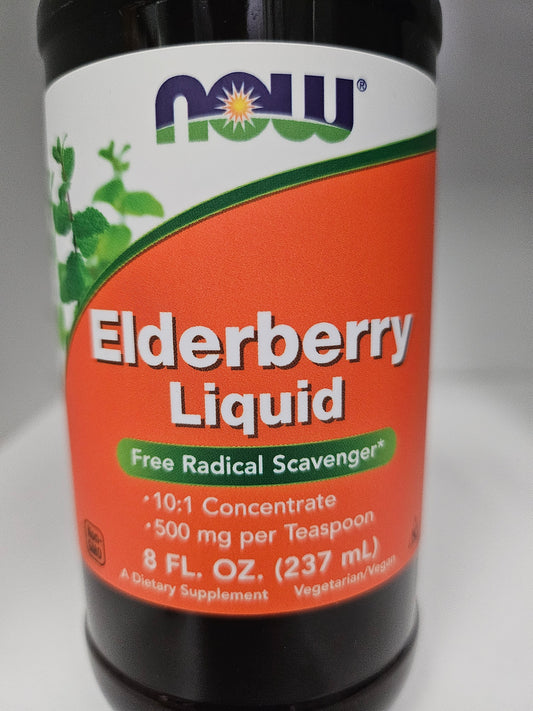 NOW®
Elderberry
Liquid
Free Radical Scavenger*
•10:1 Concentrate
•500 mg per Teaspoon
8 FL. OZ. (237 mL)
A Dietary Supplement Vegetarian/Vegan